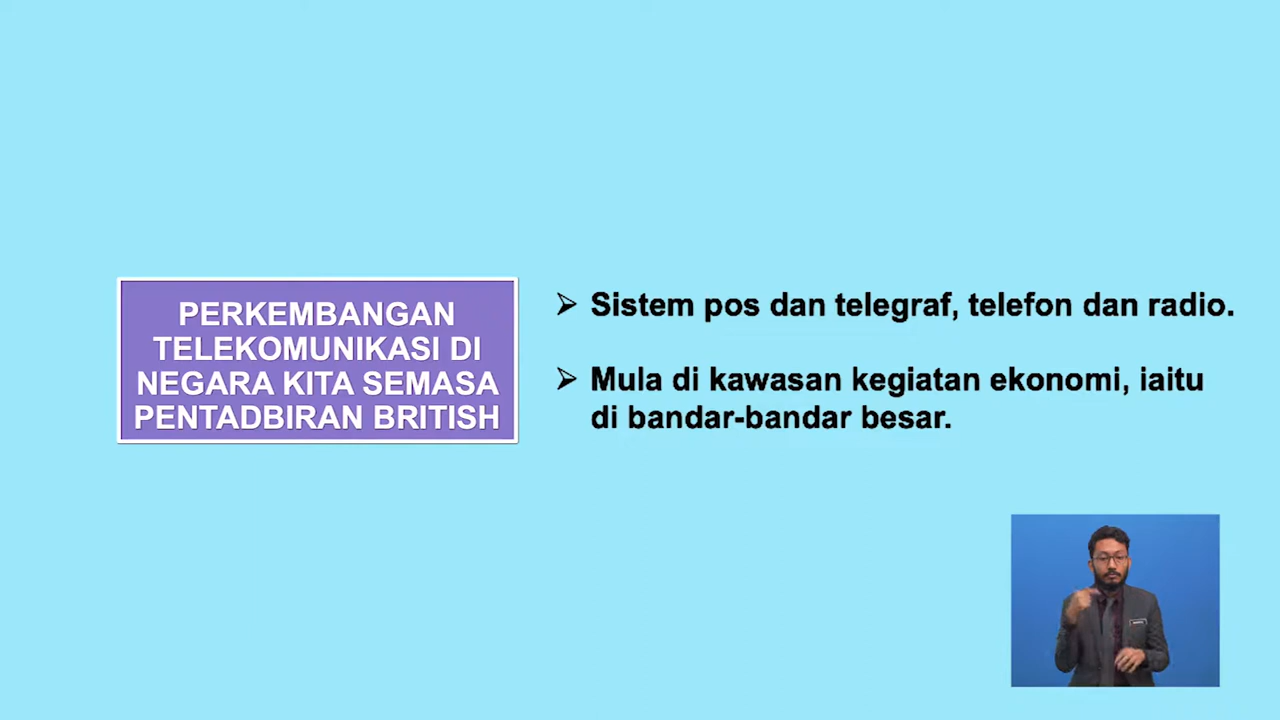 PERKEMBANGAN
TELEKOMUNIKASI DI
NEGARA KITA SEMASA
PENTADBIRAN BRITISH
➢ Sistem pos dan telegraf, telefon dan radio.
➢ Mula di kawasan kegiatan ekonomi, iaitu
di bandar-bandar besar.